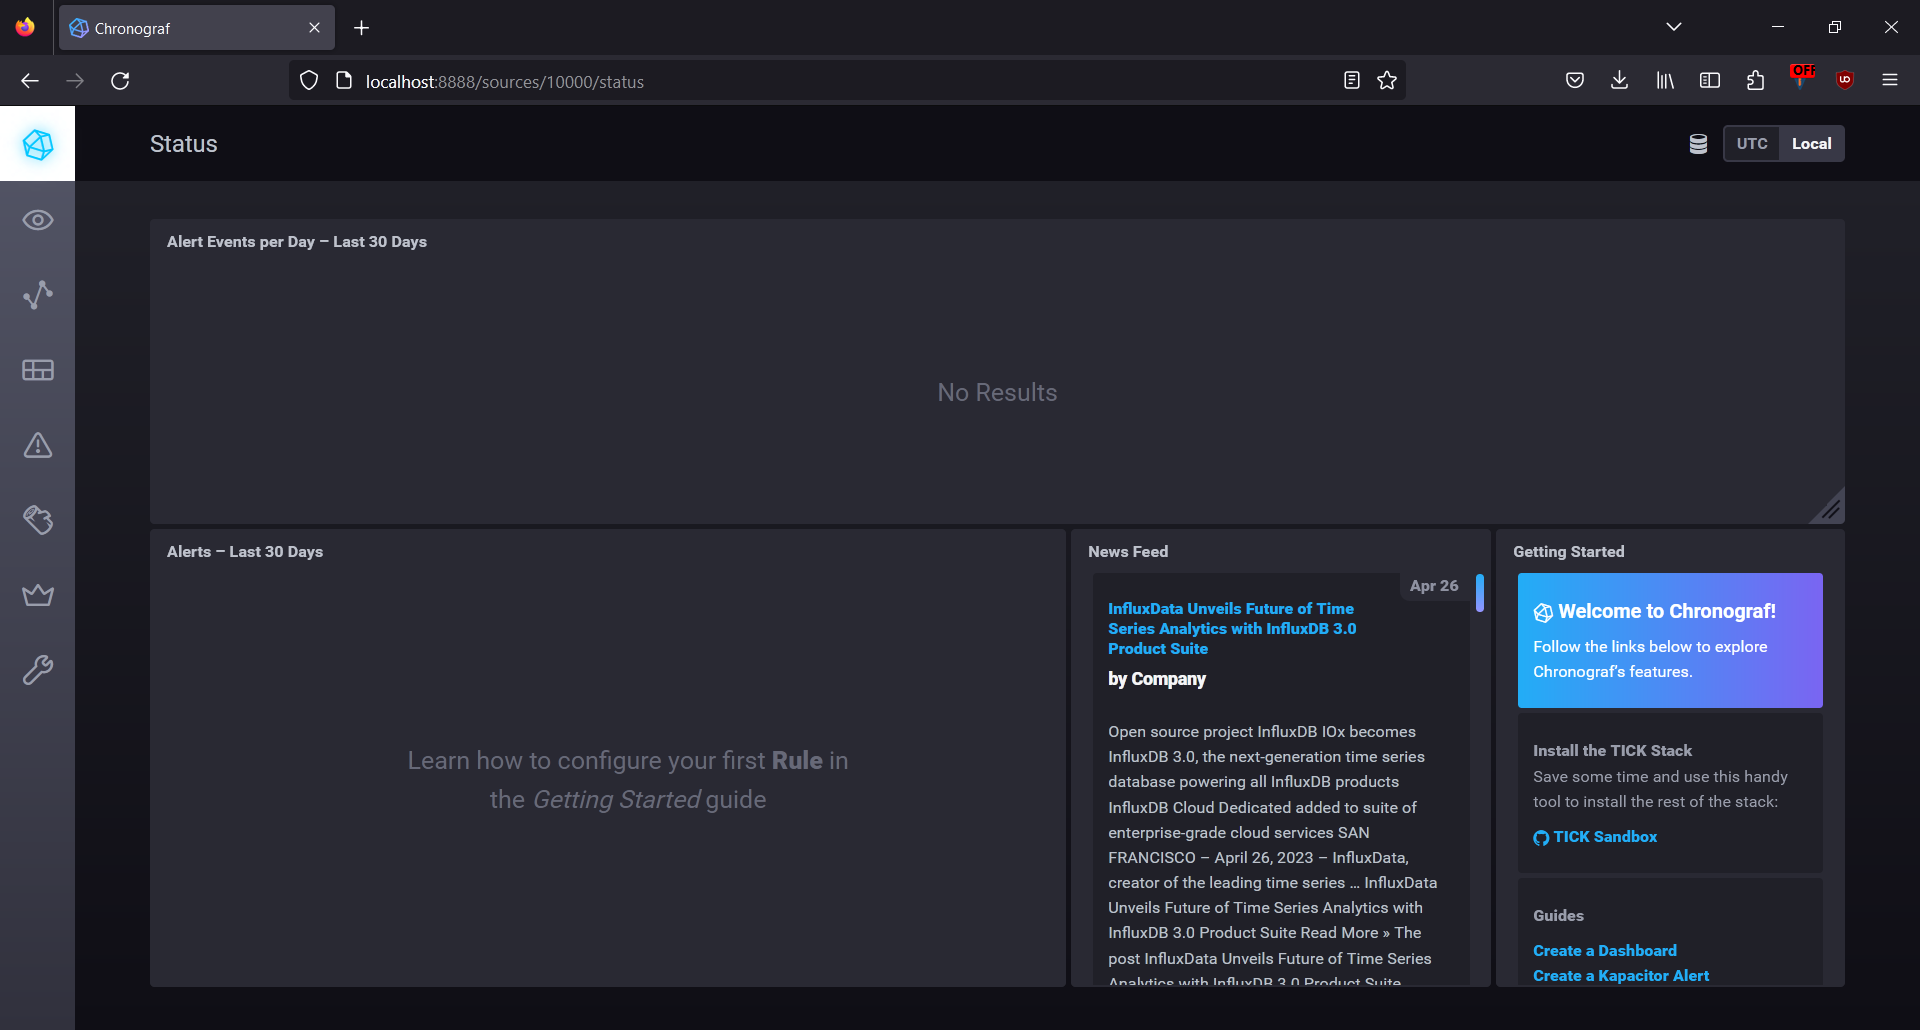 Chronograf
localhost:8888/sources/10000/status
OFF
Status
UTC
Local
Alert Events per Day – Last 30 Days
No Results
Alerts – Last 30 Days
Learn how to configure your first Rule in
the Getting Started guide
News Feed
Apr 26
InfluxData Unveils Future of Time
Series Analytics with InfluxDB 3.0
Product Suite
by Company
Open source project InfluxDB IOx becomes
InfluxDB 3.0, the next-generation time series
database powering all InfluxDB products
InfluxDB Cloud Dedicated added to suite of
enterprise-grade cloud services SAN
FRANCISCO – April 26, 2023 – InfluxData,
creator of the leading time series ... InfluxData
Unveils Future of Time Series Analytics with
InfluxDB 3.0 Product Suite Read More » The
post InfluxData Unveils Future of Time Series
Analytics with InfluxDB 3.0 Product Suite
Getting Started
Welcome to Chronograf!
Follow the links below to explore
Chronograf's features.
Install the TICK Stack
Save some time and use this handy
tool to install the rest of the stack:
TICK Sandbox
Guides
Create a Dashboard
Create a Kapacitor Alert